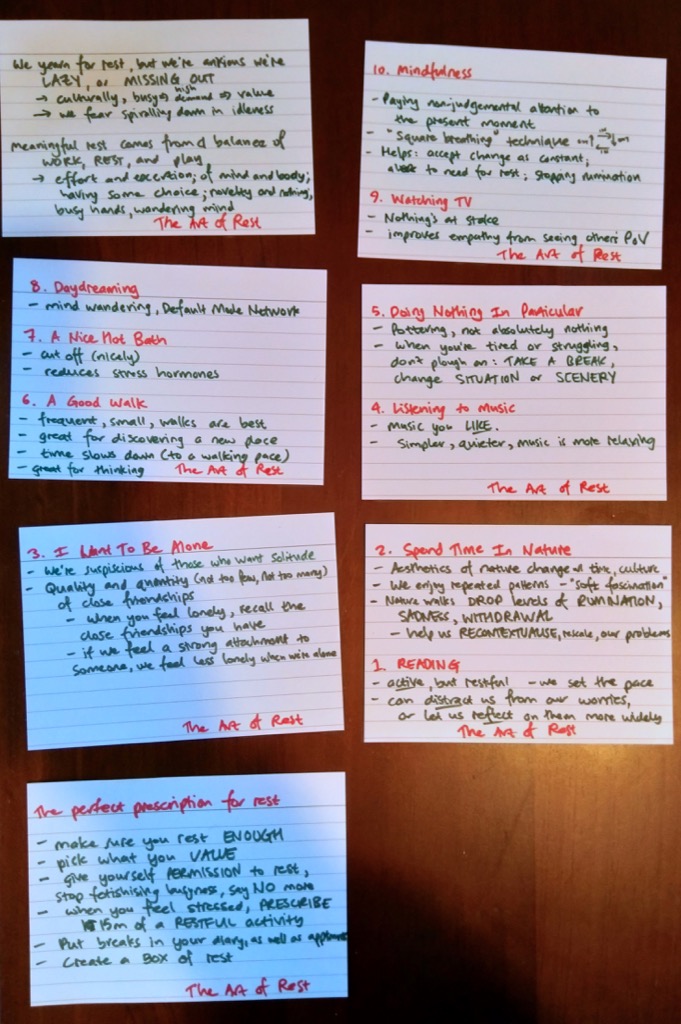 We yearn for rest, but we're anxious we're
LAZY, or MISSING OUT
→ culturally, busy → high demand → value
→ we fear spiralling down in idleness
meaningful rest comes from a balance of
WORK, REST, and play
→ effort and excercion; of mind and body;
having some choice; novelty and nothing;
busy hands, wandering mind
The Art of Rest
10. Mindfulness
- Paying nonjudgemental attention to
the present moment
- "Square breathing" technique
- Helps: accept change as constant;
to need for rest; stopping rumination
9. Watching TV
- Nothing's at stake
- improves empathy from seeing others' PoV
The Art of Rest
8. Daydreaming
- mind wandering, Default Mode Network
7. A Nice Hot Bath
- cut off (nicely)
- reduces stress hormones
6. A Good Walk
- frequent, small, walks are best
- great for discovering a new place
- time slows down (to a walking pace)
- great for thinking The Art of Rest
5. Doing Nothing In Particular
- Pottering, not absolutely nothing
- when you're tired or struggling,
don't plough on: TAKE A BREAK,
change SITUATION or SCENERY
4. Listening to Music
- music you LIKE.
- Simpler, quieter, music is more relaxing
The Art of Rest
3. I Want To Be Alone
- We're suspicious of those who want solitude
- Quality and quantity (not too few, not too many)
of close friendships
- when you feel lonely, recall the
close friendships you have
- if we feel a strong attachment to
someone, we feel less lonely when we're alone
The Art of Rest
2. Spend Time In Nature
- Aesthetics of nature change time, culture
- We enjoy repeated patterns - "soft fascination"
- Nature walks DROP levels of RUMINATION,
SADNESS, WITHDRAWAL
- help us RECONTEXTUALISE, rescale, our problems
1. READING
- active, but restful - we set the pace
- can distract us from our worries,
or let us reflect on them more widely
The Art of Rest
The perfect prescription for rest
- make sure you rest ENOUGH
- pick what you VALUE
- give yourself PERMISSION to rest,
stop fetishising busyness, say NO more
- when you feel stressed, PRESCRIBE
15m of a RESTFUL activity
- Put breaks in your diary, as well as
- Create a BOX of rest
The Art of Rest